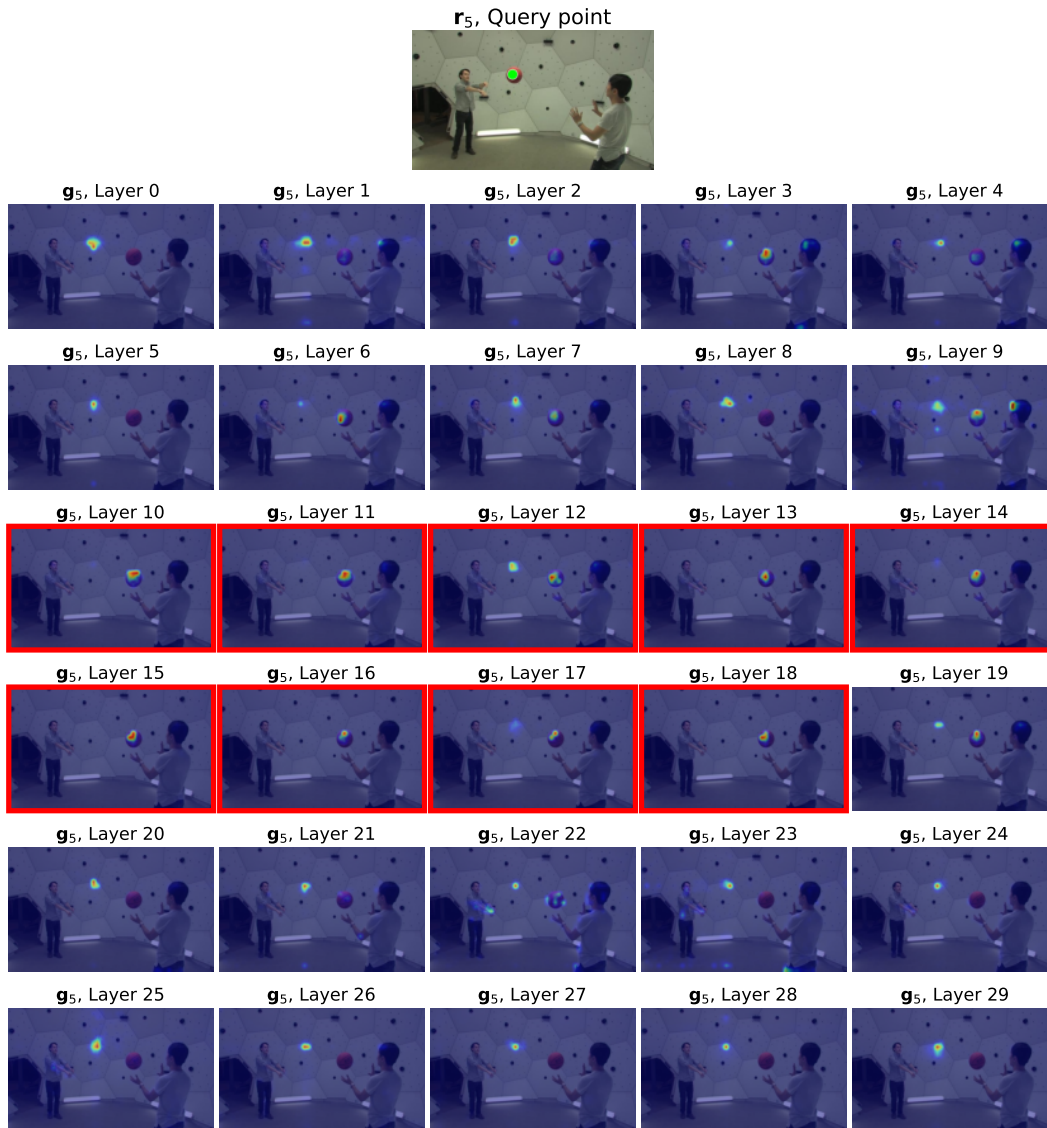 r₅, Query point
g₅, Layer 0
g₅, Layer 1
g₅, Layer 2
g₅, Layer 3
g₅, Layer 4
g₅, Layer 5
g₅, Layer 6
g₅, Layer 7
g₅, Layer 8
g₅, Layer 9
g₅, Layer 10
g₅, Layer 11
g₅, Layer 12
g₅, Layer 13
g₅, Layer 14
g₅, Layer 15
g₅, Layer 16
g₅, Layer 17
g₅, Layer 18
g₅, Layer 19
g₅, Layer 20
g₅, Layer 21
g₅, Layer 22
g₅, Layer 23
g₅, Layer 24
g₅, Layer 25
g₅, Layer 26
g₅, Layer 27
g₅, Layer 28
g₅, Layer 29